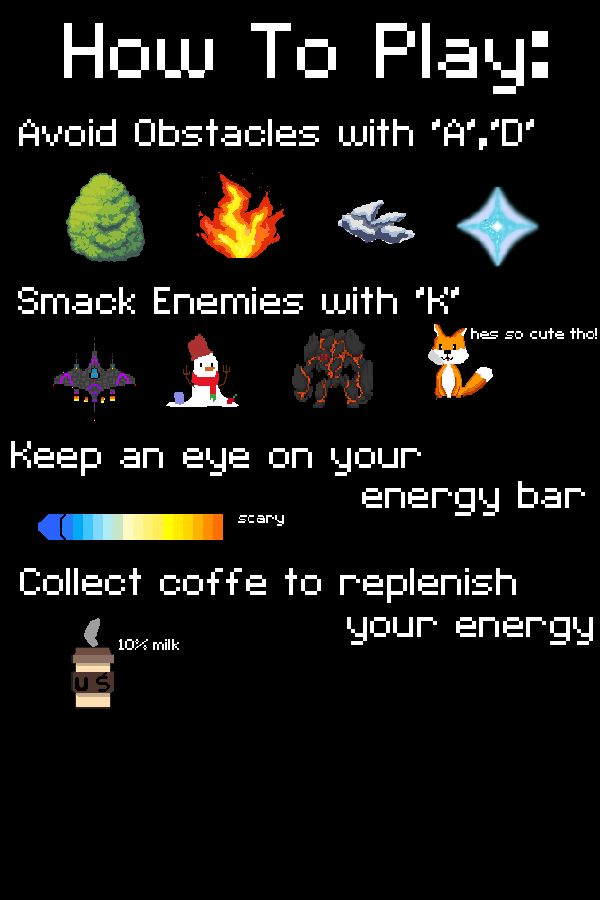 How To Play:
Avoid Obstacles with 'A','D'
Smack Enemies with 'K'
hes so cute tho!
Keep an eye on your
energy bar
scary
Collect coffe to replenish
your energy
10% milk
U Ś